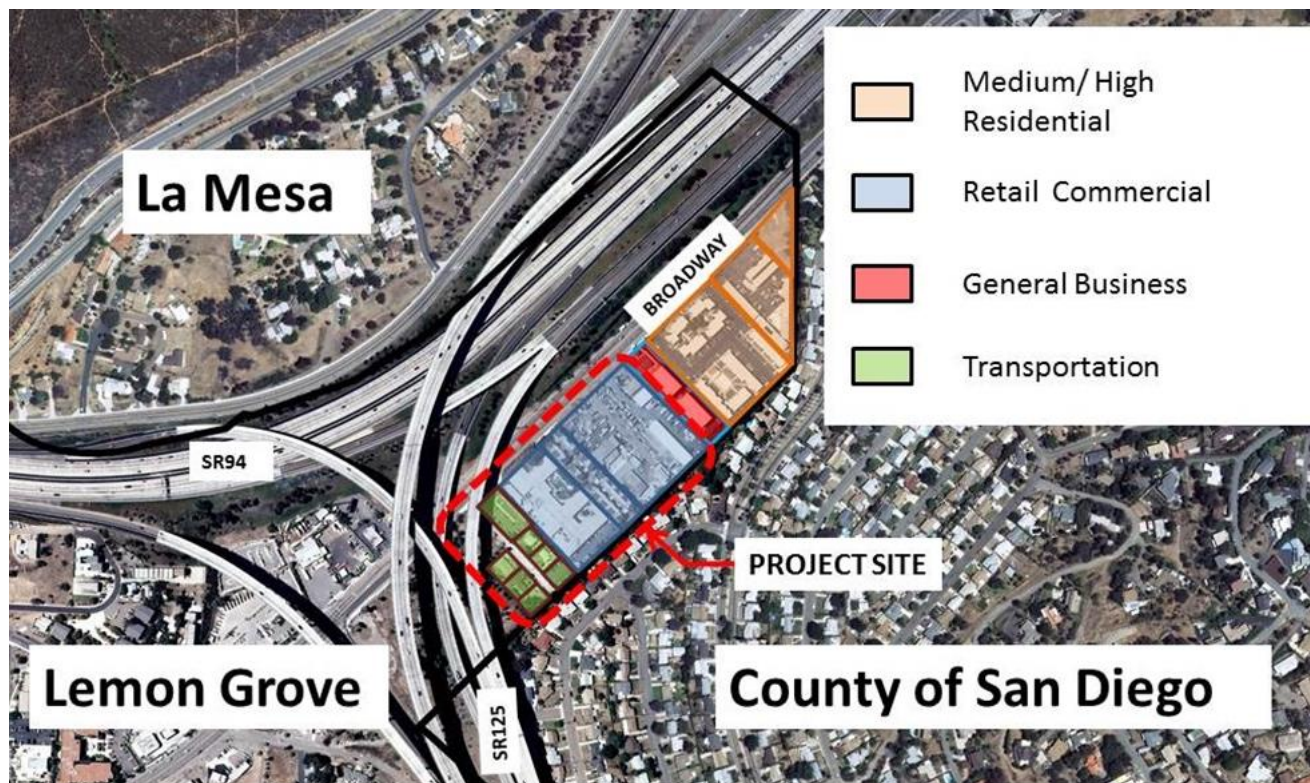 La Mesa
Medium/ High
Residential
Retail Commercial
General Business
Transportation
BROADWAY
SR94
PROJECT SITE
Lemon Grove
SR125
County of San Diego